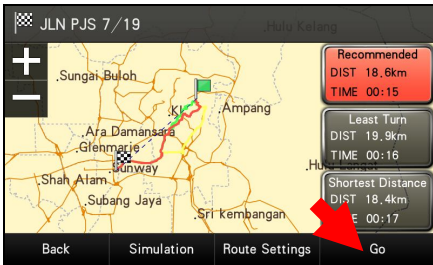 JLN PJS 7/19
Hulu Kelang
Sungai Buloh
Ampang
Ara Damansara
Glenmarie
Sunway
Shah Alam
Subang Jaya
Sri kembangan
Recommended
DIST 18,6km
TIME 00:15
Least Turn
DIST 19,9km
TIME 00:16
Shortest Distance
DIST 18,4km
00:17
Back Simulation Route Settings Go